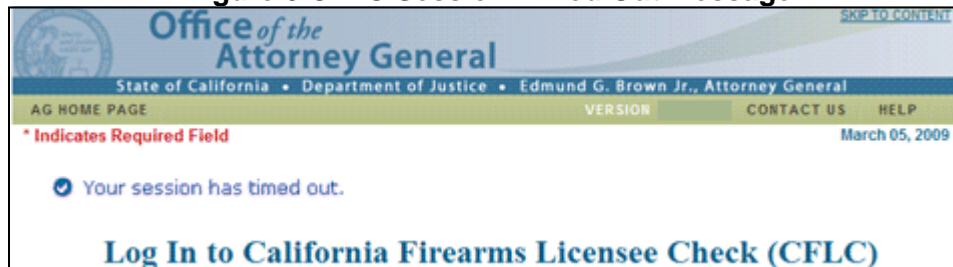 SKIP TO CONTENT
Office of the
Attorney General
State of California • Department of Justice • Edmund G. Brown Jr., Attorney General
AG HOME PAGE VERSION CONTACT US HELP
* Indicates Required Field March 05, 2009
Your session has timed out.
Log In to California Firearms Licensee Check (CFLC)